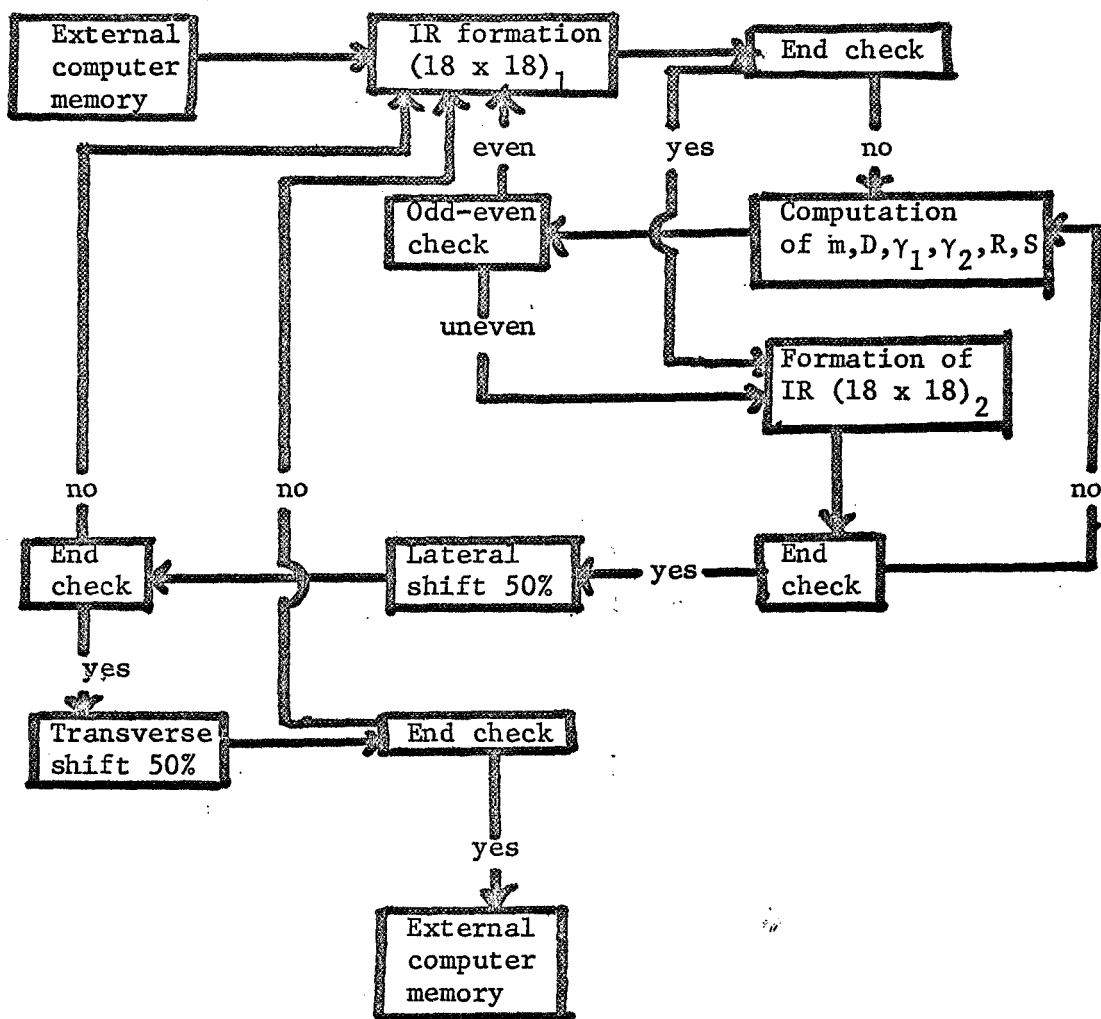 External
computer
memory
IR formation
(18 x 18)1
End check
even
yes
no
Odd-even
check
Computation
of m,D,γ1,γ2,R,S
uneven
Formation of
IR (18 x 18)2
no
no
no
End
check
Lateral
shift 50%
yes
End
check
yes
Transverse
shift 50%
End check
yes
External
computer
memory